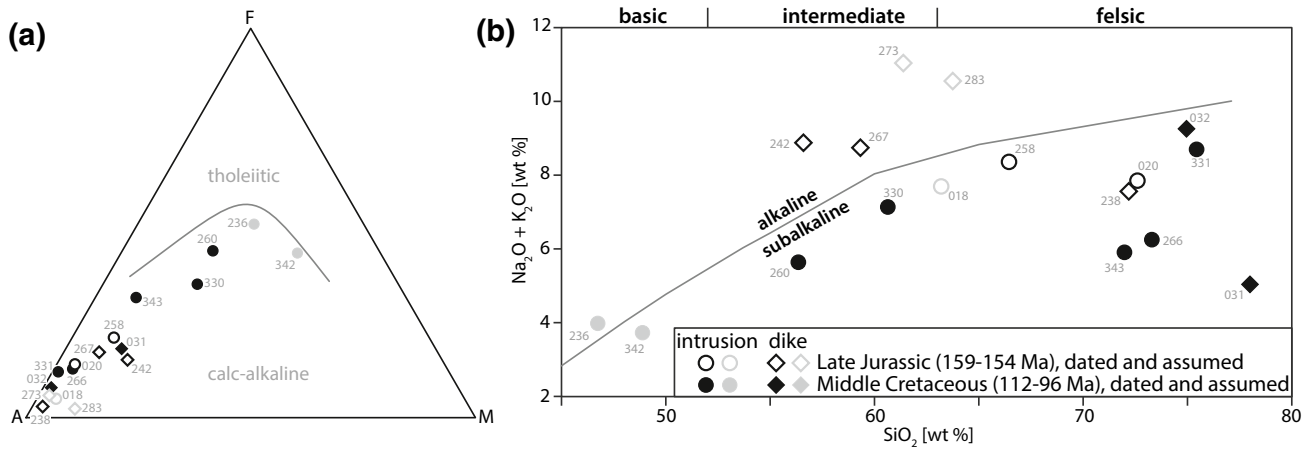 (a)
F
tholeiitic
236
260
342
330
343
258
031
267
242
331
020
032
266
273
018
283
calc-alkaline
A
238
M
(b)
basic | intermediate | felsic
12
10
8
6
4
2
Na₂O + K₂O [wt %]
273
283
242
267
258
032
331
020
018
330
238
alkaline
subalkaline
260
266
343
031
236
342
intrusion dike
Late Jurassic (159-154 Ma), dated and assumed
Middle Cretaceous (112-96 Ma), dated and assumed
50 60 70 80
SiO₂ [wt %]